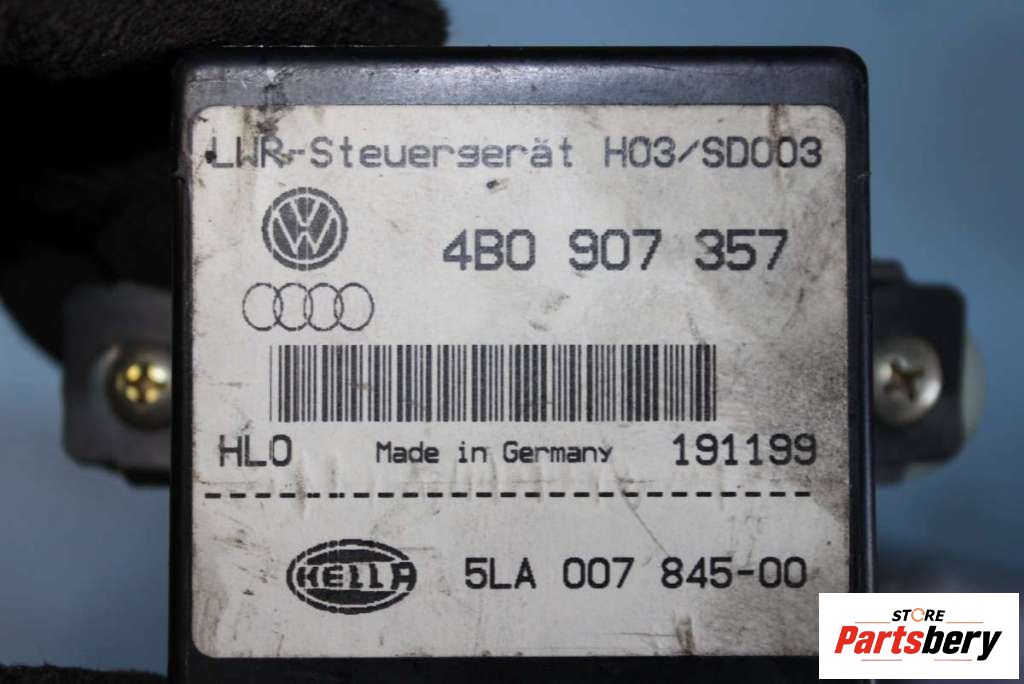 LWR-Steuergerät H03/SD003
VW
4B0 907 357
HLO Made in Germany 191199
HELLA 5LA 007 845-00
STORE
Partsbery